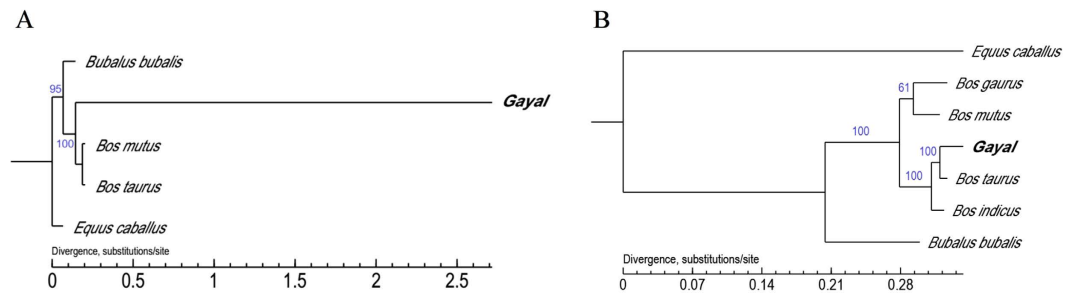 A
Bubalus bubalis
95
Gayal
100
Bos mutus
Bos taurus
Equus caballus
Divergence, substitutions/site
0 0.5 1 1.5 2 2.5
B
Equus caballus
Bos gaurus
61
Bos mutus
100
Gayal
100
Bos taurus
100
Bos indicus
Bubalus bubalis
Divergence, substitutions/site
0 0.07 0.14 0.21 0.28